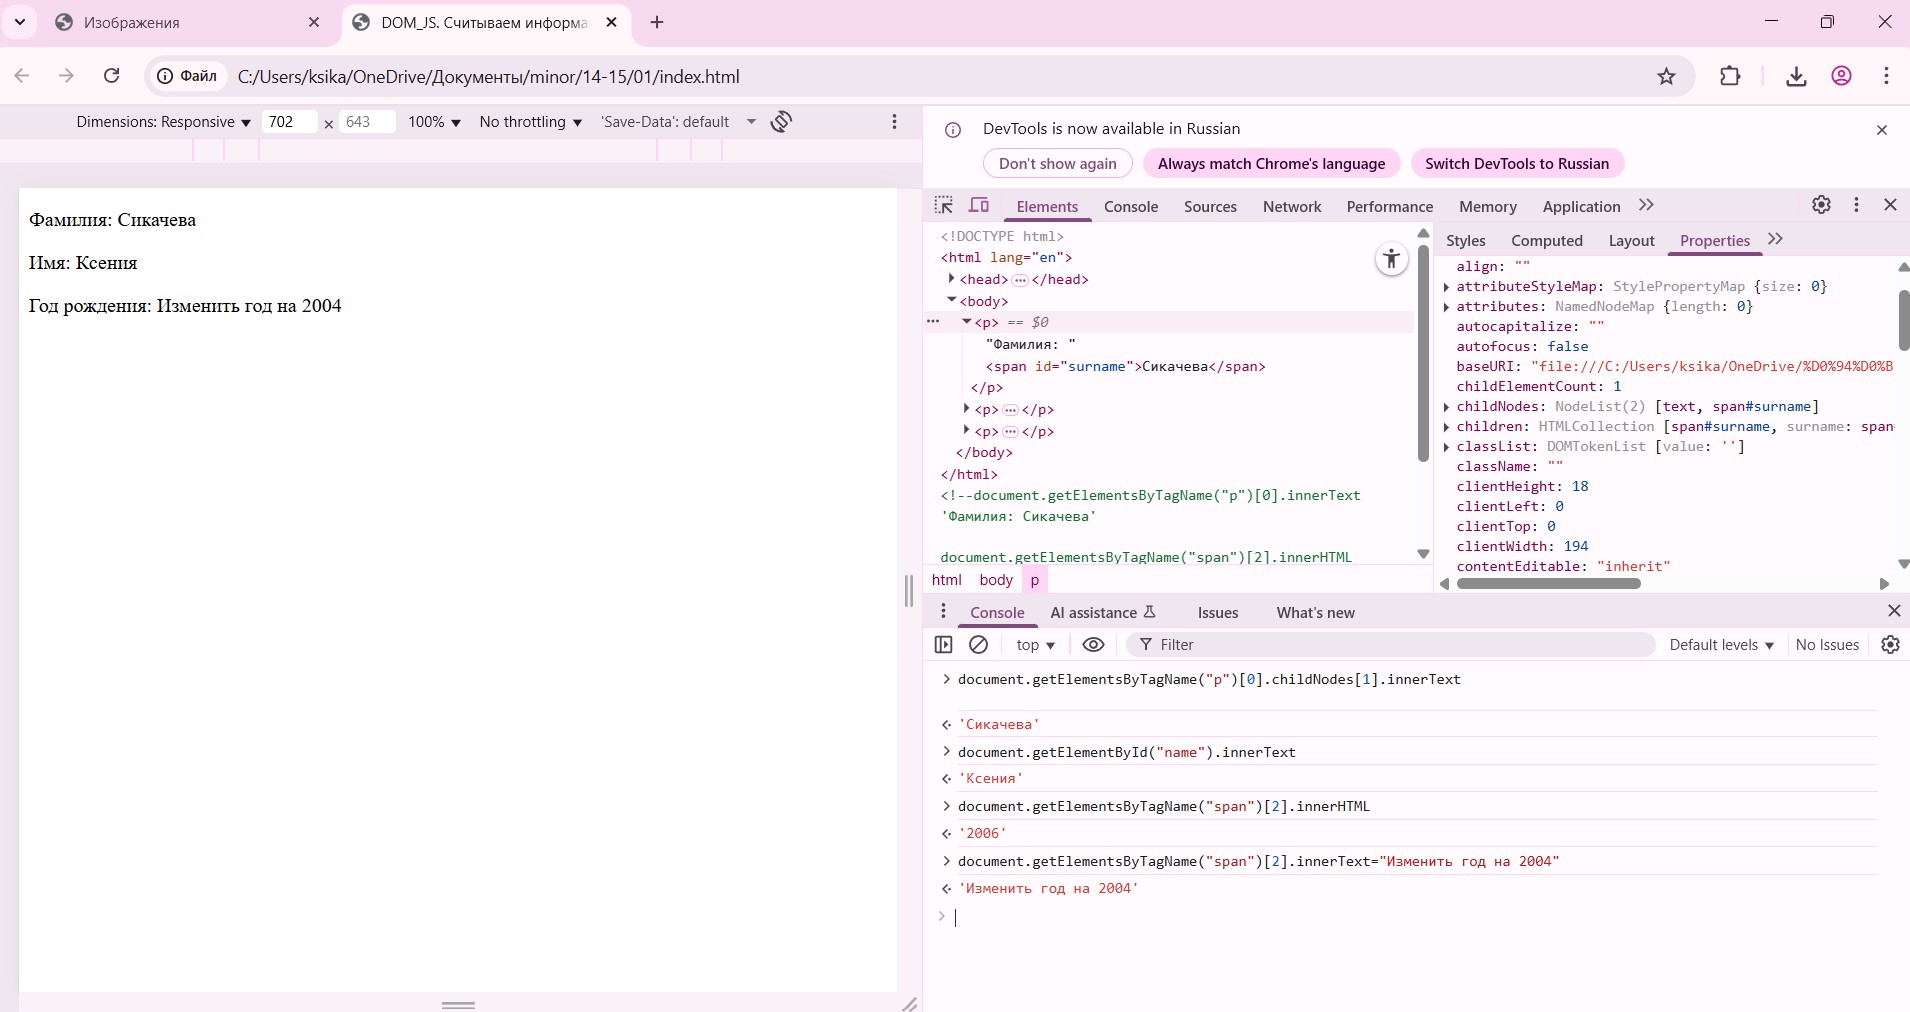 Изображения
DOM_JS. Считываем информа
Файл
C:/Users/ksika/OneDrive/Документы/minor/14-15/01/index.html
Dimensions: Responsive 702 × 643 100% No throttling 'Save-Data': default
Фамилия: Сикачева
Имя: Ксения
Год рождения: Изменить год на 2004
DevTools is now available in Russian
Don't show again Always match Chrome's language Switch DevTools to Russian
Elements Console Sources Network Performance Memory Application
<!DOCTYPE html>
<html lang="en">
<head> </head>
<body>
<p> == $0
"Фамилия: "
<span id="surname">Сикачева</span>
</p>
<p> </p>
<p> </p>
</body>
</html>
<!--document.getElementsByTagName("p")[0].innerText
'Фамилия: Сикачева'
document.getElementsByTagName("span")[2].innerHTML
html body p
Styles Computed Layout Properties
align: ""
attributeStyleMap: StylePropertyMap {size: 0}
attributes: NamedNodeMap {length: 0}
autocapitalize: ""
autofocus: false
baseURI: "file:///C:/Users/ksika/OneDrive/%D0%94%D0%B
childElementCount: 1
childNodes: NodeList(2) [text, span#surname]
children: HTMLCollection [span#surname, surname: span
classList: DOMTokenList [value: '']
className: ""
clientHeight: 18
clientLeft: 0
clientTop: 0
clientWidth: 194
contentEditable: "inherit"
Console AI assistance Issues What's new
top Filter Default levels No Issues
document.getElementsByTagName("p")[0].childNodes[1].innerText
'Сикачева'
document.getElementById("name").innerText
'Ксения'
document.getElementsByTagName("span")[2].innerHTML
'2006'
document.getElementsByTagName("span")[2].innerText="Изменить год на 2004"
'Изменить год на 2004'